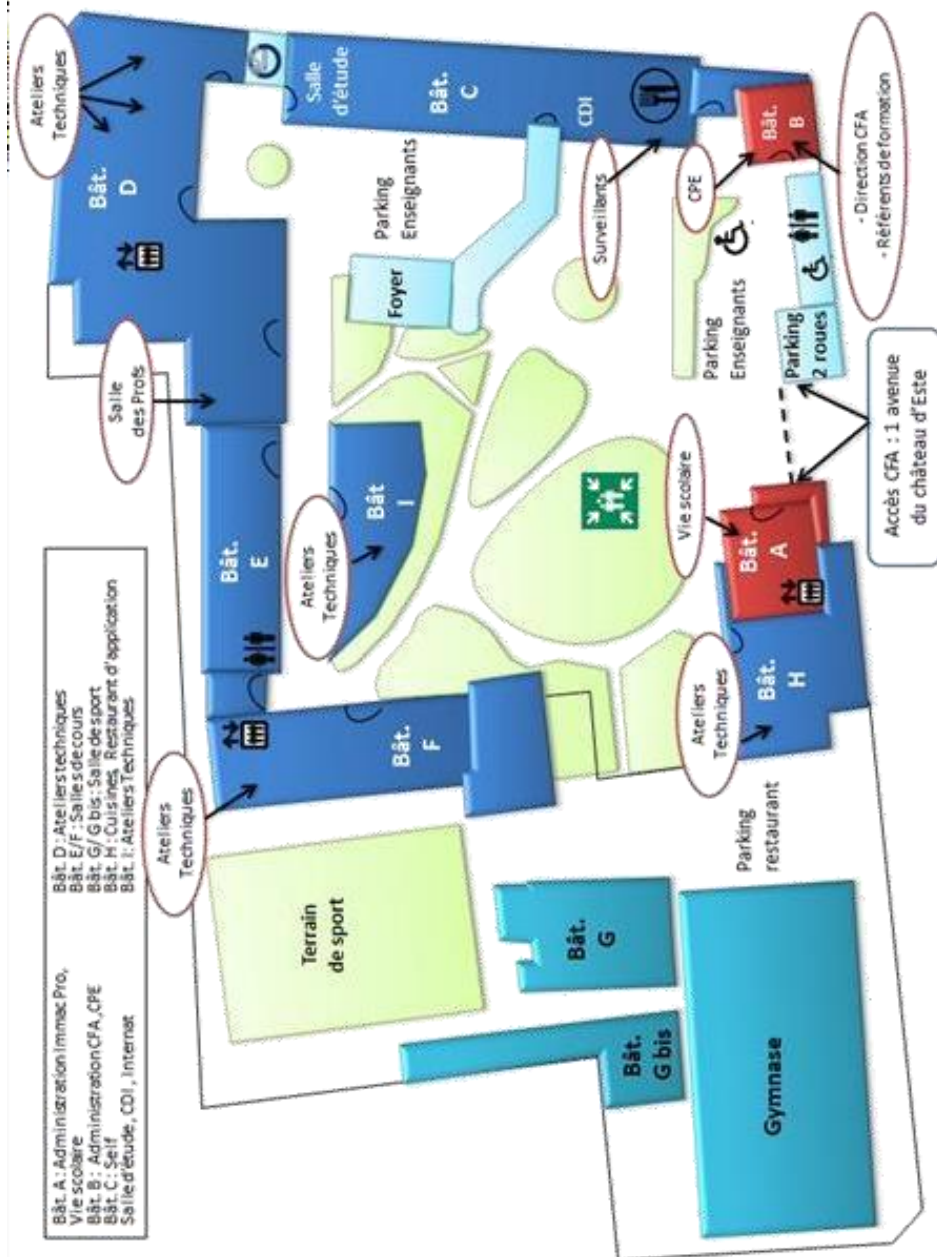 Bât. A : Administration Immac Pro,
Vie scolaire
Bât. B : Administration CFA, CPE
Bât. C : Self
Salle d'étude, CDI, Internat
Bât. D : Ateliers techniques
Bât. E/F : Salles de cours
Bât. G/ G bis : Salle de sport
Bât. H : Cuisines, Restaurant d'application
Bât. I : Ateliers Techniques
Ateliers
Techniques
Bât.
D
Salle
des Profs
Bât.
E
Salle
d'étude
Bât.
C
CDI
Parking
Enseignants
Foyer
Surveillants
Ateliers
Techniques
Bât
I
Ateliers
Techniques
Bât.
F
Terrain
de sport
Bât.
G
Bât.
G bis
Gymnase
Parking
restaurant
Ateliers
Techniques
Bât.
H
Vie scolaire
Bât.
A
Accès CFA : 1 avenue
du château d'Este
Parking
2 roues
Parking
Enseignants
CPE
Bât.
B
- Direction CFA
- Référents de formation